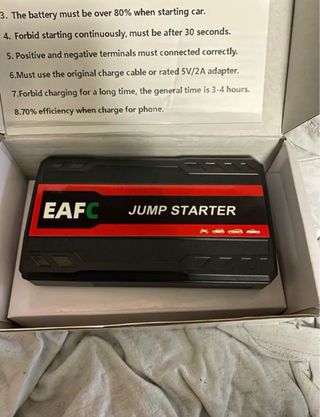 3. The battery must be over 80% when starting car.
4. Forbid starting continuously, must be after 30 seconds.
5. Positive and negative terminals must connected correctly.
6.Must use the original charge cable or rated 5V/2A adapter.
7.Forbid charging for a long time, the general time is 3-4 hours.
8.70% efficiency when charge for phone.
EAFC JUMP STARTER